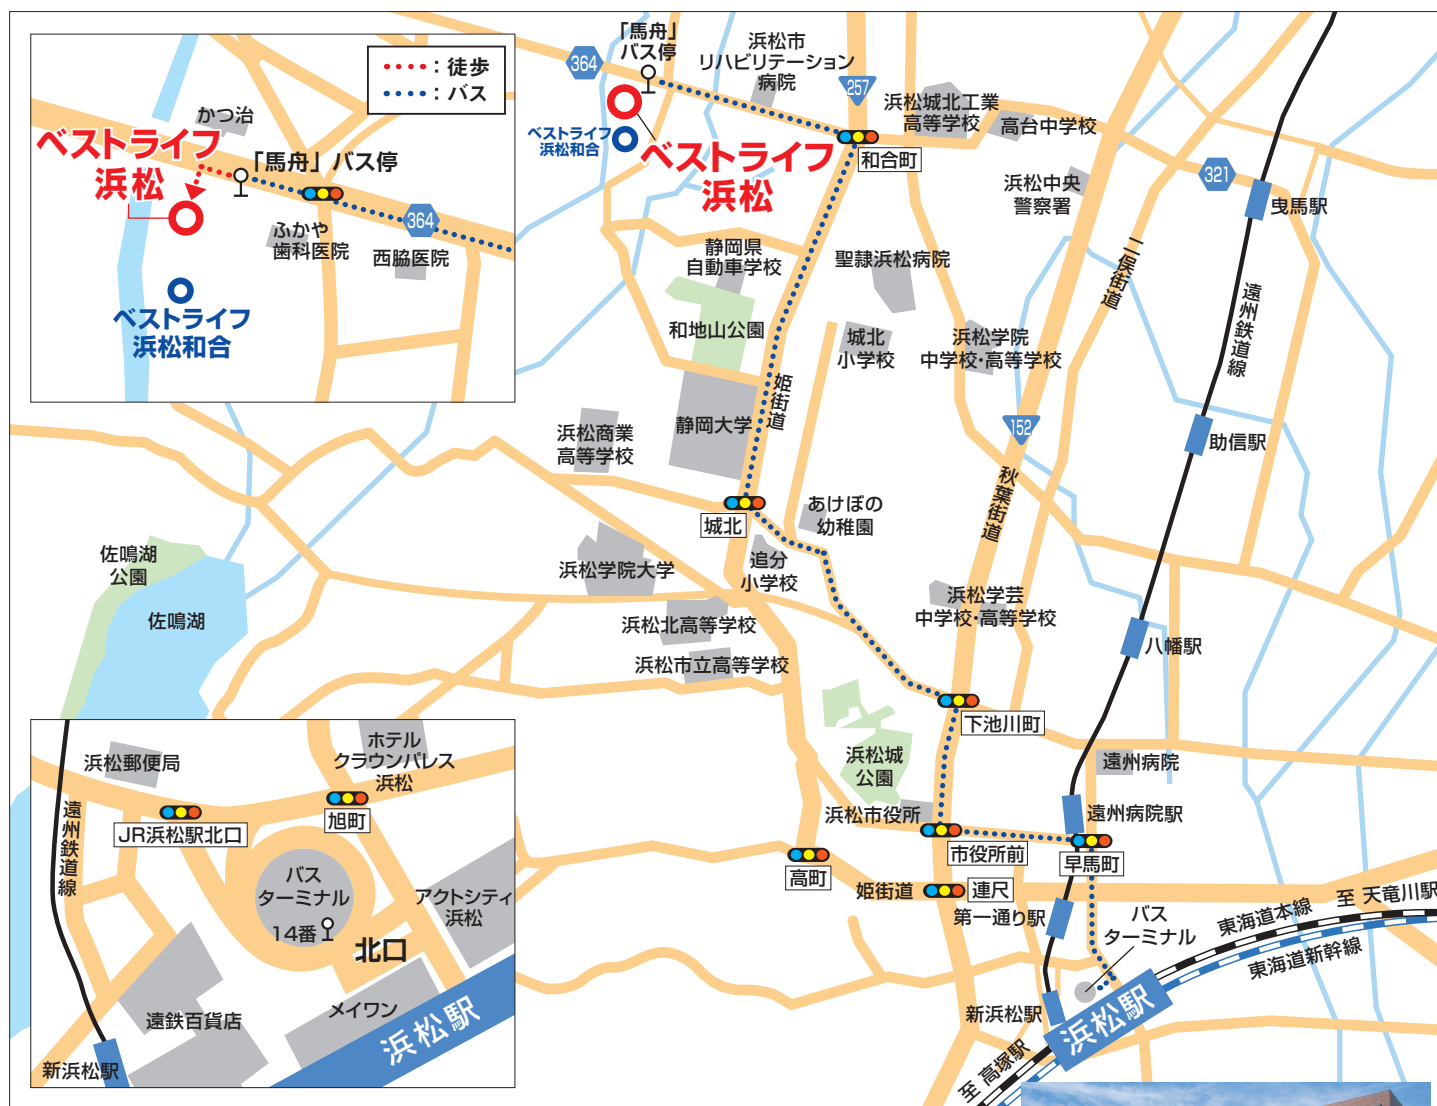 ：徒歩
：バス
かつ治
ベストライフ
浜松
「馬舟」バス停
364
ふかや
歯科医院
西脇医院
ベストライフ
浜松和合
「馬舟」
バス停
364
浜松市
リハビリテーション
病院
257
浜松城北工業
高等学校
高台中学校
ベストライフ
浜松和合
ベストライフ
浜松
和合町
浜松中央
警察署
321
曳馬駅
二俣街道
静岡県
自動車学校
聖隷浜松病院
遠州鉄道線
和地山公園
城北
小学校
浜松学院
中学校・高等学校
姫街道
静岡大学
浜松商業
高等学校
152
助信駅
秋葉街道
城北
あけぼの
幼稚園
佐鳴湖
公園
浜松学院大学
追分
小学校
佐鳴湖
浜松学芸
中学校・高等学校
浜松北高等学校
八幡駅
浜松市立高等学校
下池川町
浜松城
公園
遠州病院
浜松市役所
遠州病院駅
市役所前
早馬町
高町
姫街道
連尺
第一通り駅
バス
ターミナル
東海道本線
至 天竜川駅
東海道新幹線
新浜松駅
浜松駅
至 高塚駅
浜松郵便局
ホテル
クラウンパレス
浜松
遠州鉄道線
JR浜松駅北口
旭町
バス
ターミナル
14番
アクトシティ
浜松
北口
遠鉄百貨店
メイワン
浜松駅
新浜松駅